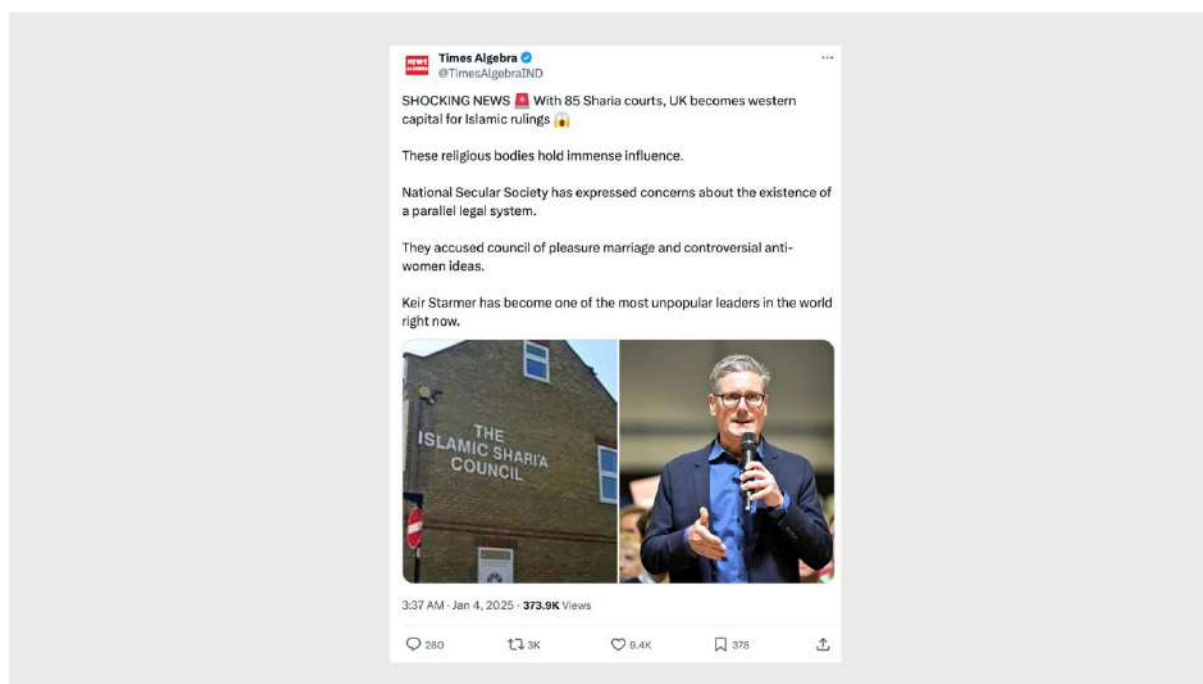 NEWS
ALGEBRA
Times Algebra
@TimesAlgebraIND
SHOCKING NEWS 🚨 With 85 Sharia courts, UK becomes western
capital for Islamic rulings 😱
These religious bodies hold immense influence.
National Secular Society has expressed concerns about the existence of
a parallel legal system.
They accused council of pleasure marriage and controversial anti-
women ideas.
Keir Starmer has become one of the most unpopular leaders in the world
right now.
THE
ISLAMIC SHARI'A
COUNCIL
3:37 AM · Jan 4, 2025 · 373.9K Views
280 3K 9.4K 378